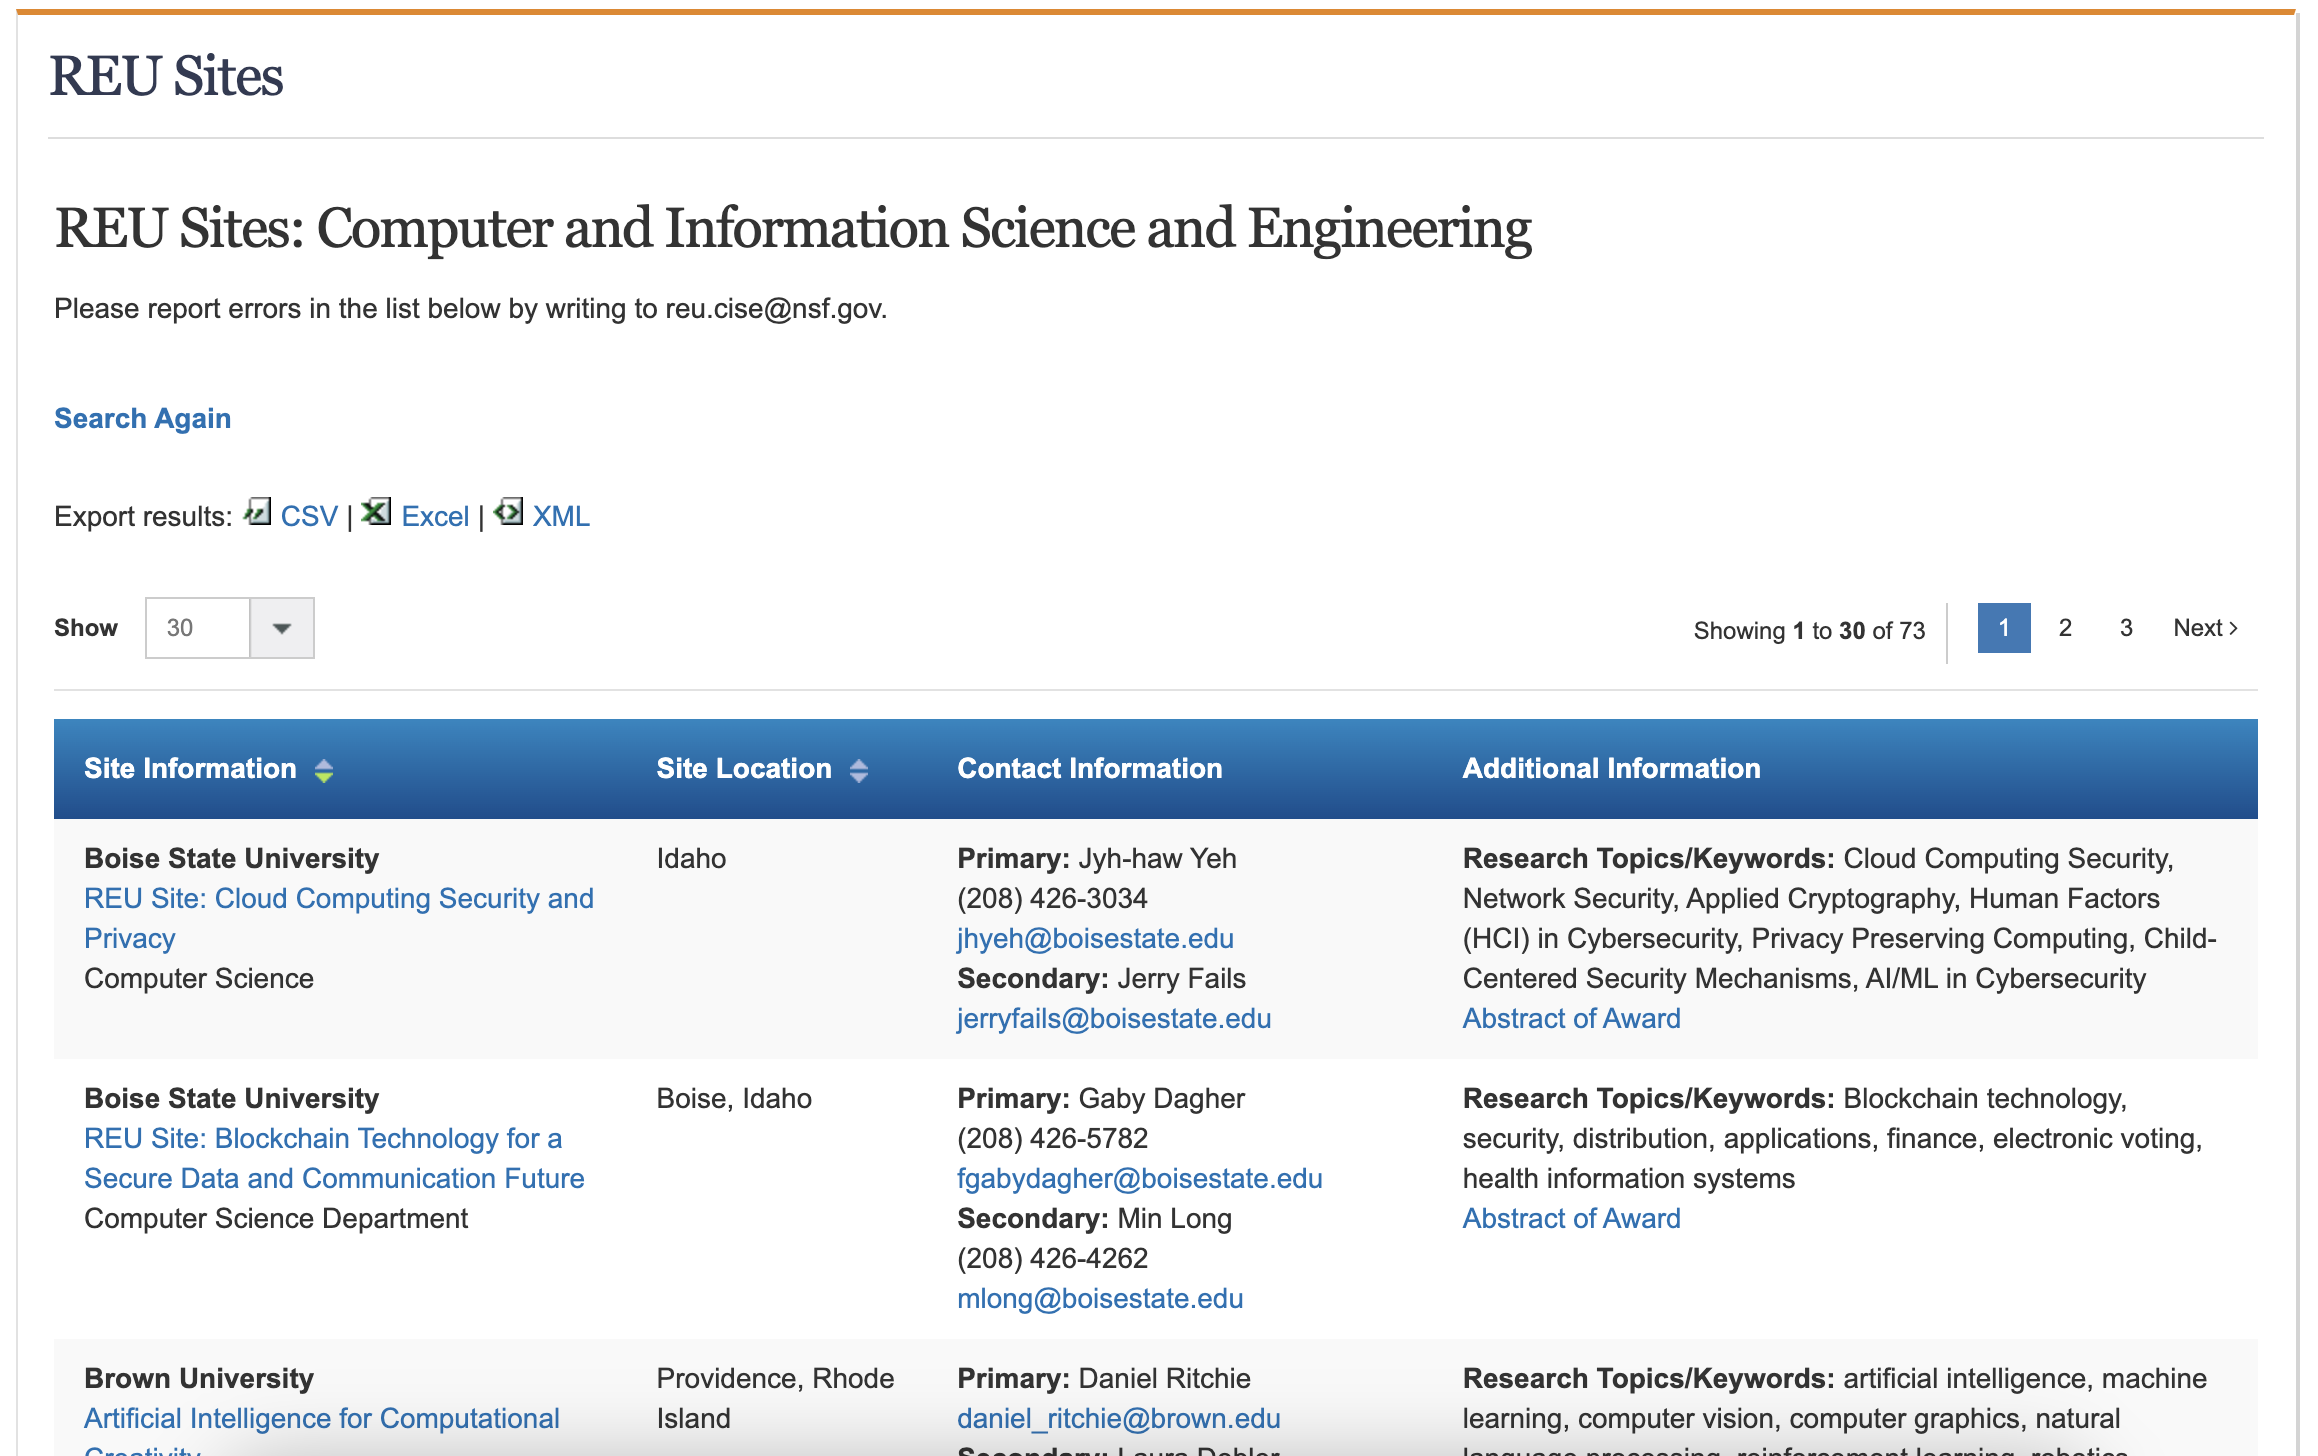 REU Sites
REU Sites: Computer and Information Science and Engineering
Please report errors in the list below by writing to reu.cise@nsf.gov.
Search Again
Export results: CSV | Excel | XML
Show 30 Showing 1 to 30 of 73 1 2 3 Next ›
Site Information Site Location Contact Information Additional Information
Boise State University
REU Site: Cloud Computing Security and
Privacy
Computer Science
Idaho
Primary: Jyh-haw Yeh
(208) 426-3034
jhyeh@boisestate.edu
Secondary: Jerry Fails
jerryfails@boisestate.edu
Research Topics/Keywords: Cloud Computing Security,
Network Security, Applied Cryptography, Human Factors
(HCI) in Cybersecurity, Privacy Preserving Computing, Child-
Centered Security Mechanisms, AI/ML in Cybersecurity
Abstract of Award
Boise State University
REU Site: Blockchain Technology for a
Secure Data and Communication Future
Computer Science Department
Boise, Idaho
Primary: Gaby Dagher
(208) 426-5782
fgabydagher@boisestate.edu
Secondary: Min Long
(208) 426-4262
mlong@boisestate.edu
Research Topics/Keywords: Blockchain technology,
security, distribution, applications, finance, electronic voting,
health information systems
Abstract of Award
Brown University
Artificial Intelligence for Computational
Creativity
Providence, Rhode
Island
Primary: Daniel Ritchie
daniel_ritchie@brown.edu
Secondary: Laura Dobler
Research Topics/Keywords: artificial intelligence, machine
learning, computer vision, computer graphics, natural
language processing, reinforcement learning, robotics